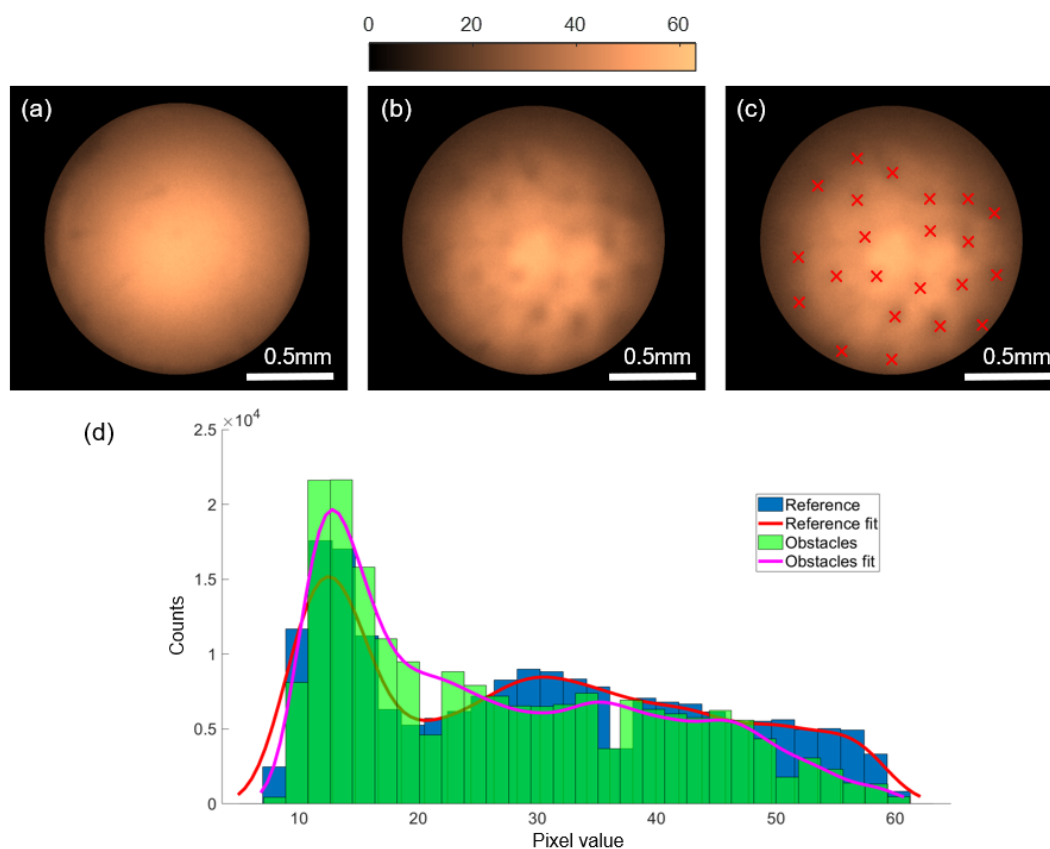 0 20 40 60
(a) (b) (c)
0.5mm 0.5mm 0.5mm
(d)
×10⁴
2.5
2
1.5
1
0.5
0
Counts
Reference
Reference fit
Obstacles
Obstacles fit
10 20 30 40 50 60
Pixel value